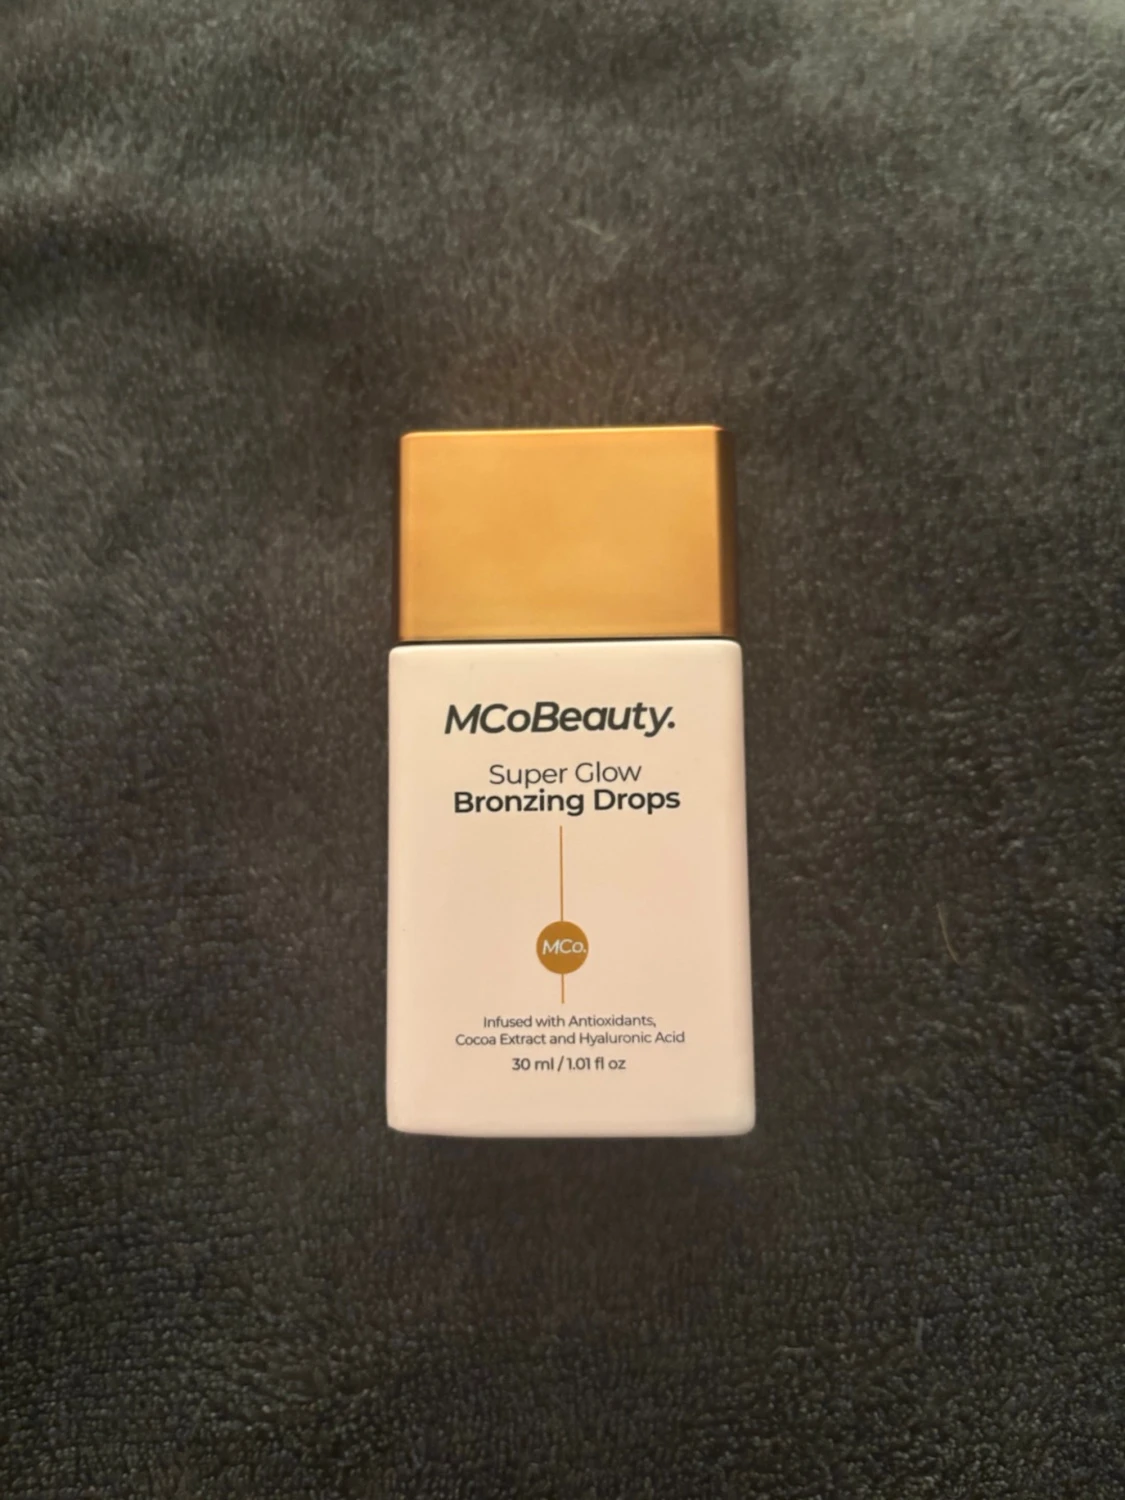 MCoBeauty.
Super Glow
Bronzing Drops
MCo.
Infused with Antioxidants,
Cocoa Extract and Hyaluronic Acid
30 ml / 1.01 fl oz